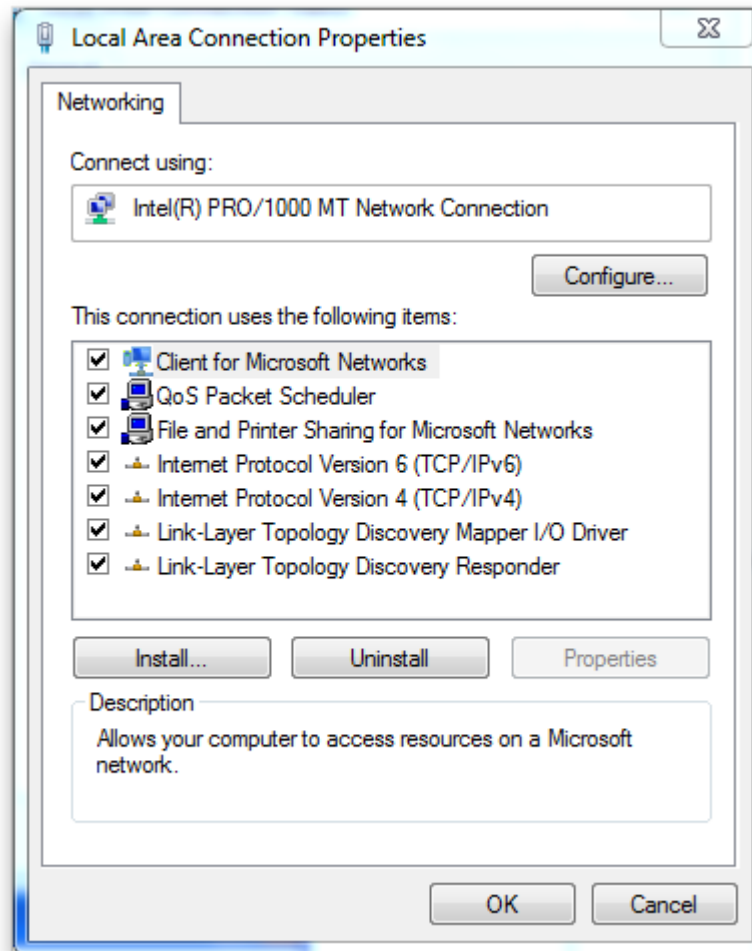 Local Area Connection Properties
Networking
Connect using:
Intel(R) PRO/1000 MT Network Connection
Configure...
This connection uses the following items:
Client for Microsoft Networks
QoS Packet Scheduler
File and Printer Sharing for Microsoft Networks
Internet Protocol Version 6 (TCP/IPv6)
Internet Protocol Version 4 (TCP/IPv4)
Link-Layer Topology Discovery Mapper I/O Driver
Link-Layer Topology Discovery Responder
Install... Uninstall Properties
Description
Allows your computer to access resources on a Microsoft
network.
OK Cancel